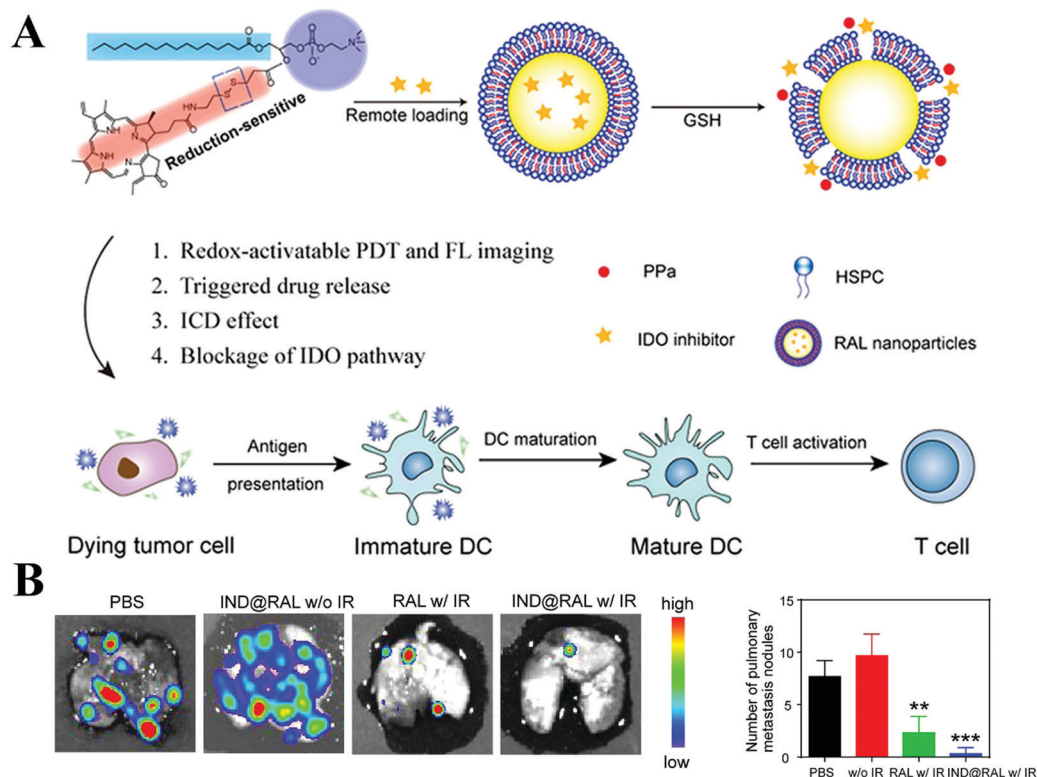 A
Reduction-sensitive
Remote loading
GSH
1. Redox-activatable PDT and FL imaging
2. Triggered drug release
3. ICD effect
4. Blockage of IDO pathway
PPa
HSPC
IDO inhibitor
RAL nanoparticles
Antigen
presentation
DC maturation
T cell activation
Dying tumor cell
Immature DC
Mature DC
T cell
B
PBS
IND@RAL w/o IR
RAL w/ IR
IND@RAL w/ IR
high
low
Number of pulmonary
metastasis nodules
15
10
5
0
**
***
PBS
w/o IR
RAL w/ IR
IND@RAL w/ IR